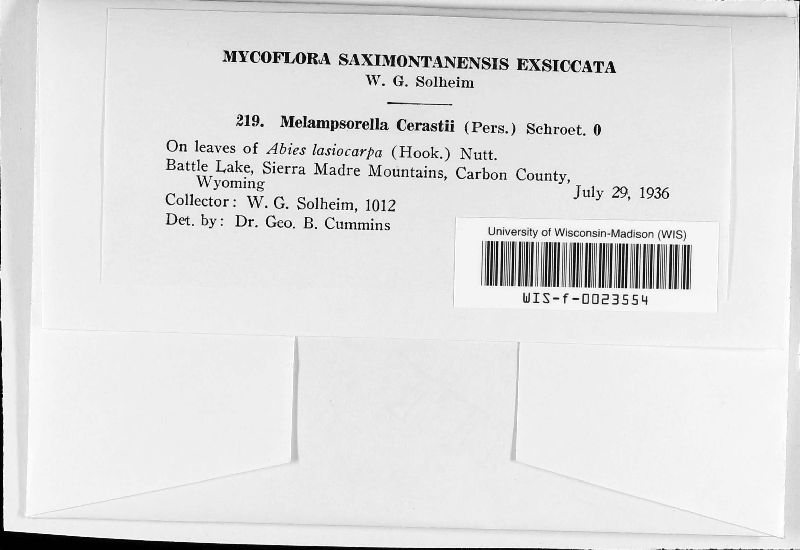 MYCOFLORA SAXIMONTANENSIS EXSICCATA
W. G. Solheim
219. Melampsorella Cerastii (Pers.) Schroet. 0
On leaves of Abies lasiocarpa (Hook.) Nutt.
Battle Lake, Sierra Madre Mountains, Carbon County,
Wyoming
July 29, 1936
Collector: W. G. Solheim, 1012
Det. by: Dr. Geo. B. Cummins
University of Wisconsin-Madison (WIS)
WIS-f-0023554